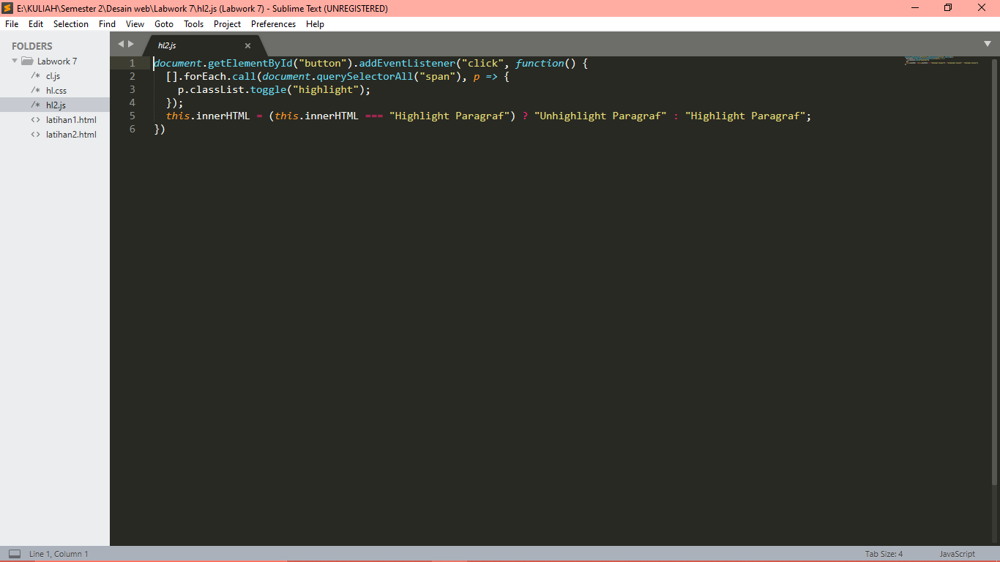 E:\KULIAH\Semester 2\Desain web\Labwork 7\hl2.js (Labwork 7) - Sublime Text (UNREGISTERED)
File Edit Selection Find View Goto Tools Project Preferences Help
FOLDERS
Labwork 7
/* cl.js
/* hl.css
/* hl2.js
<> latihan1.html
<> latihan2.html
hl2.js ×
1 document.getElementById("button").addEventListener("click", function() {
2 [].forEach.call(document.querySelectorAll("span"), p => {
3 p.classList.toggle("highlight");
4 });
5 this.innerHTML = (this.innerHTML === "Highlight Paragraf") ? "Unhighlight Paragraf" : "Highlight Paragraf";
6 })
Line 1, Column 1
Tab Size: 4
JavaScript